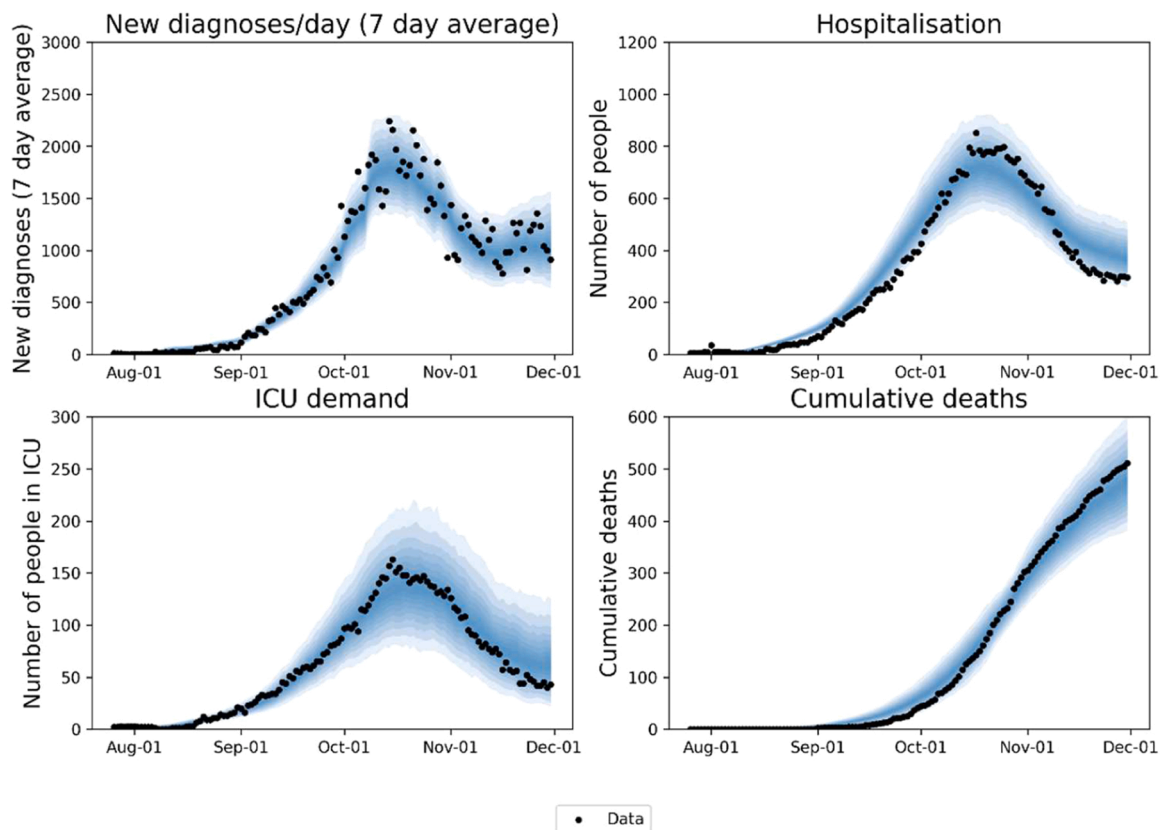 New diagnoses/day (7 day average)
New diagnoses (7 day average)
3000
2500
2000
1500
1000
500
0
Aug-01 Sep-01 Oct-01 Nov-01 Dec-01
Hospitalisation
Number of people
1200
1000
800
600
400
200
0
Aug-01 Sep-01 Oct-01 Nov-01 Dec-01
ICU demand
Number of people in ICU
300
250
200
150
100
50
0
Aug-01 Sep-01 Oct-01 Nov-01 Dec-01
Cumulative deaths
Cumulative deaths
600
500
400
300
200
100
0
Aug-01 Sep-01 Oct-01 Nov-01 Dec-01
Data